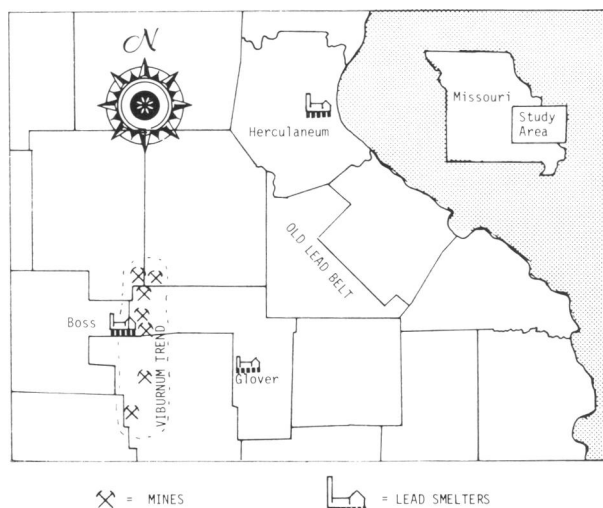 N
Missouri
Study
Area
Herculaneum
OLD LEAD BELT
Boss
VIBURNUM TREND
Glover
= MINES
= LEAD SMELTERS